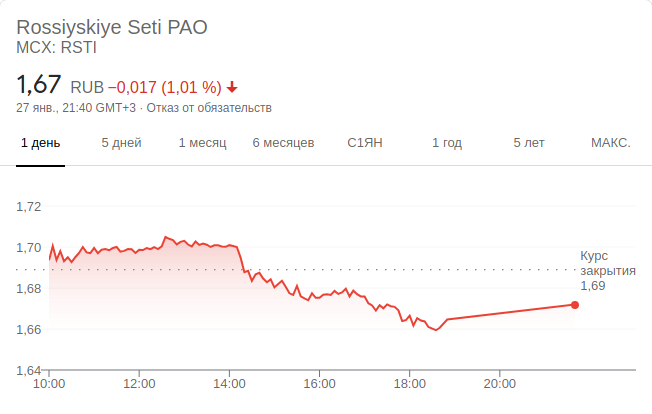 Rossiyskiye Seti PAO
MCX: RSTI
1,67 RUB −0,017 (1,01 %)
27 янв., 21:40 GMT+3 · Отказ от обязательств
1 день 5 дней 1 месяц 6 месяцев С1ЯН 1 год 5 лет МАКС.
1,72
1,70
Курс
закрытия
1,69
1,68
1,66
1,64
10:00 12:00 14:00 16:00 18:00 20:00